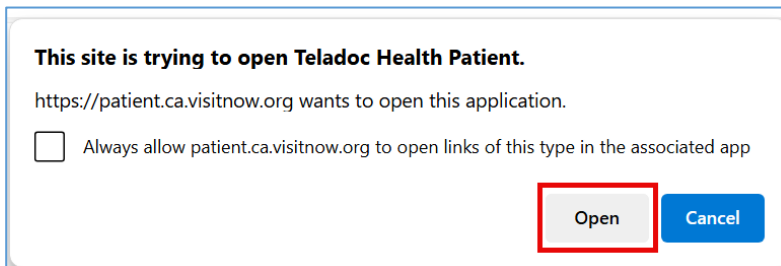 This site is trying to open Teladoc Health Patient.
https://patient.ca.visitnow.org wants to open this application.
Always allow patient.ca.visitnow.org to open links of this type in the associated app
Open Cancel